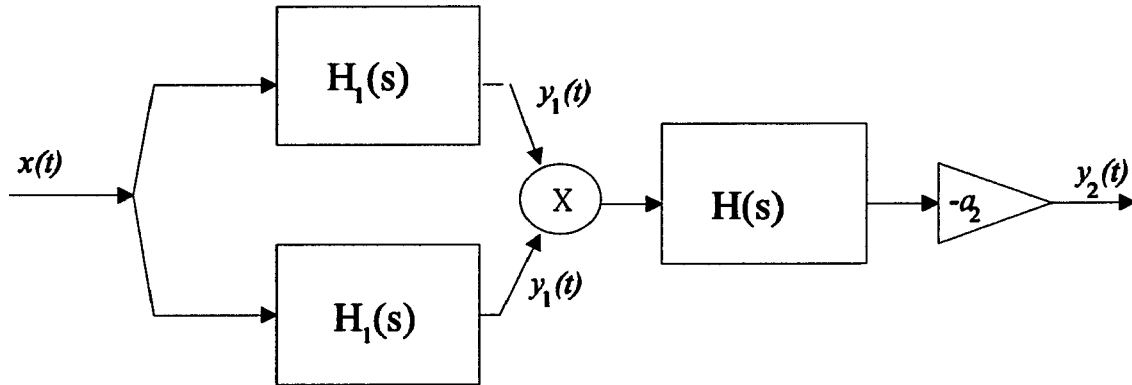 H₁(s)
y₁(t)
x(t)
X
H(s)
-a₂
y₂(t)
H₁(s)
y₁(t)